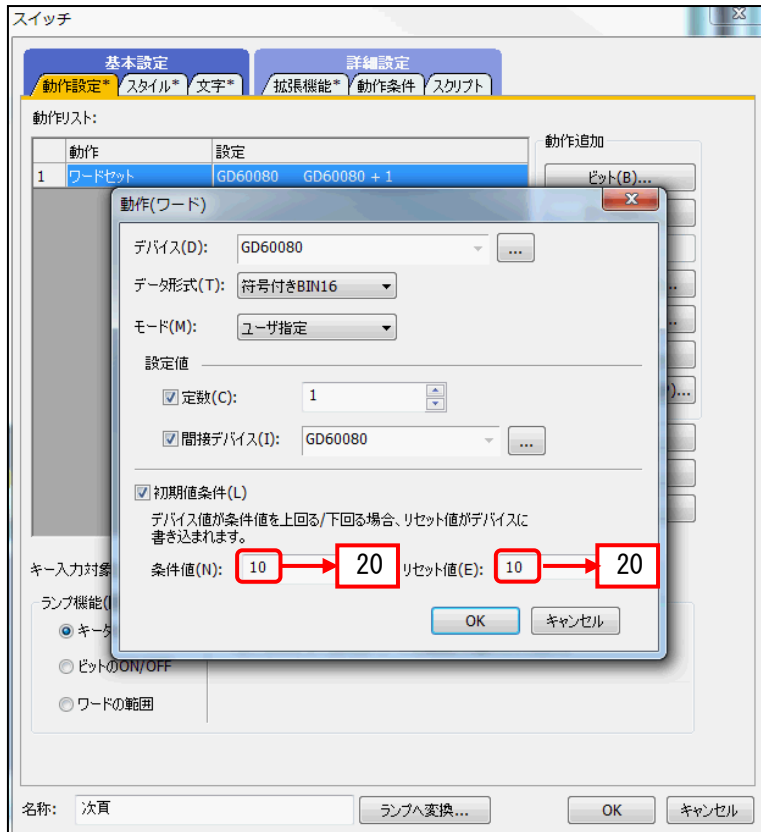 スイッチ
基本設定
詳細設定
動作設定* スタイル* 文字* 拡張機能* 動作条件 スクリプト
動作リスト:
動作追加
動作 設定
1 ワードセット GD60080 GD60080 + 1
ビット(B)...
動作(ワード)
デバイス(D): GD60080 ...
データ形式(T): 符号付きBIN16
モード(M): ユーザ指定
設定値
定数(C): 1
間接デバイス(I): GD60080 ...
)...
初期値条件(L)
デバイス値が条件値を上回る/下回る場合、リセット値がデバイスに
書き込まれます。
条件値(N): 10 20 リセット値(E): 10 20
OK キャンセル
キー入力対象
ランプ機能(
キー
ビットのON/OFF
ワードの範囲
名称: 次頁 ランプへ変換... OK キャンセル